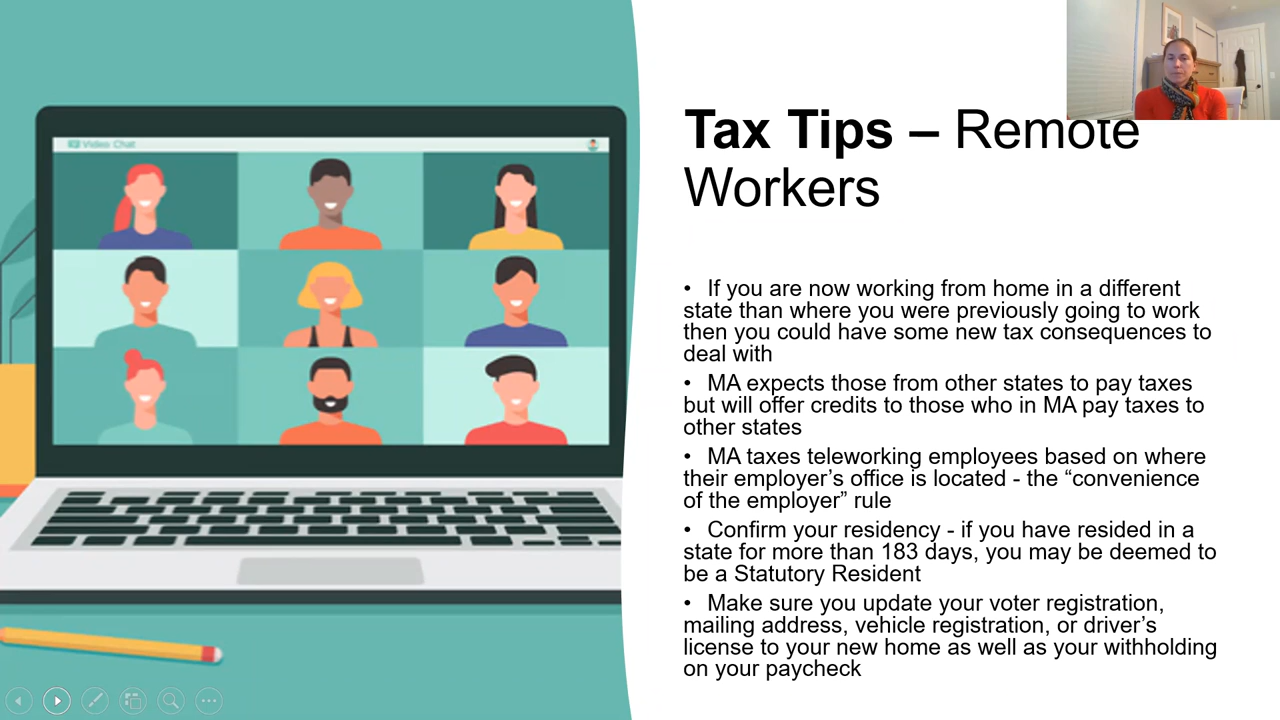 Video Chat
Tax Tips – Remote
Workers
• If you are now working from home in a different
state than where you were previously going to work
then you could have some new tax consequences to
deal with
• MA expects those from other states to pay taxes
but will offer credits to those who in MA pay taxes to
other states
• MA taxes teleworking employees based on where
their employer’s office is located - the “convenience
of the employer” rule
• Confirm your residency - if you have resided in a
state for more than 183 days, you may be deemed to
be a Statutory Resident
• Make sure you update your voter registration,
mailing address, vehicle registration, or driver’s
license to your new home as well as your withholding
on your paycheck